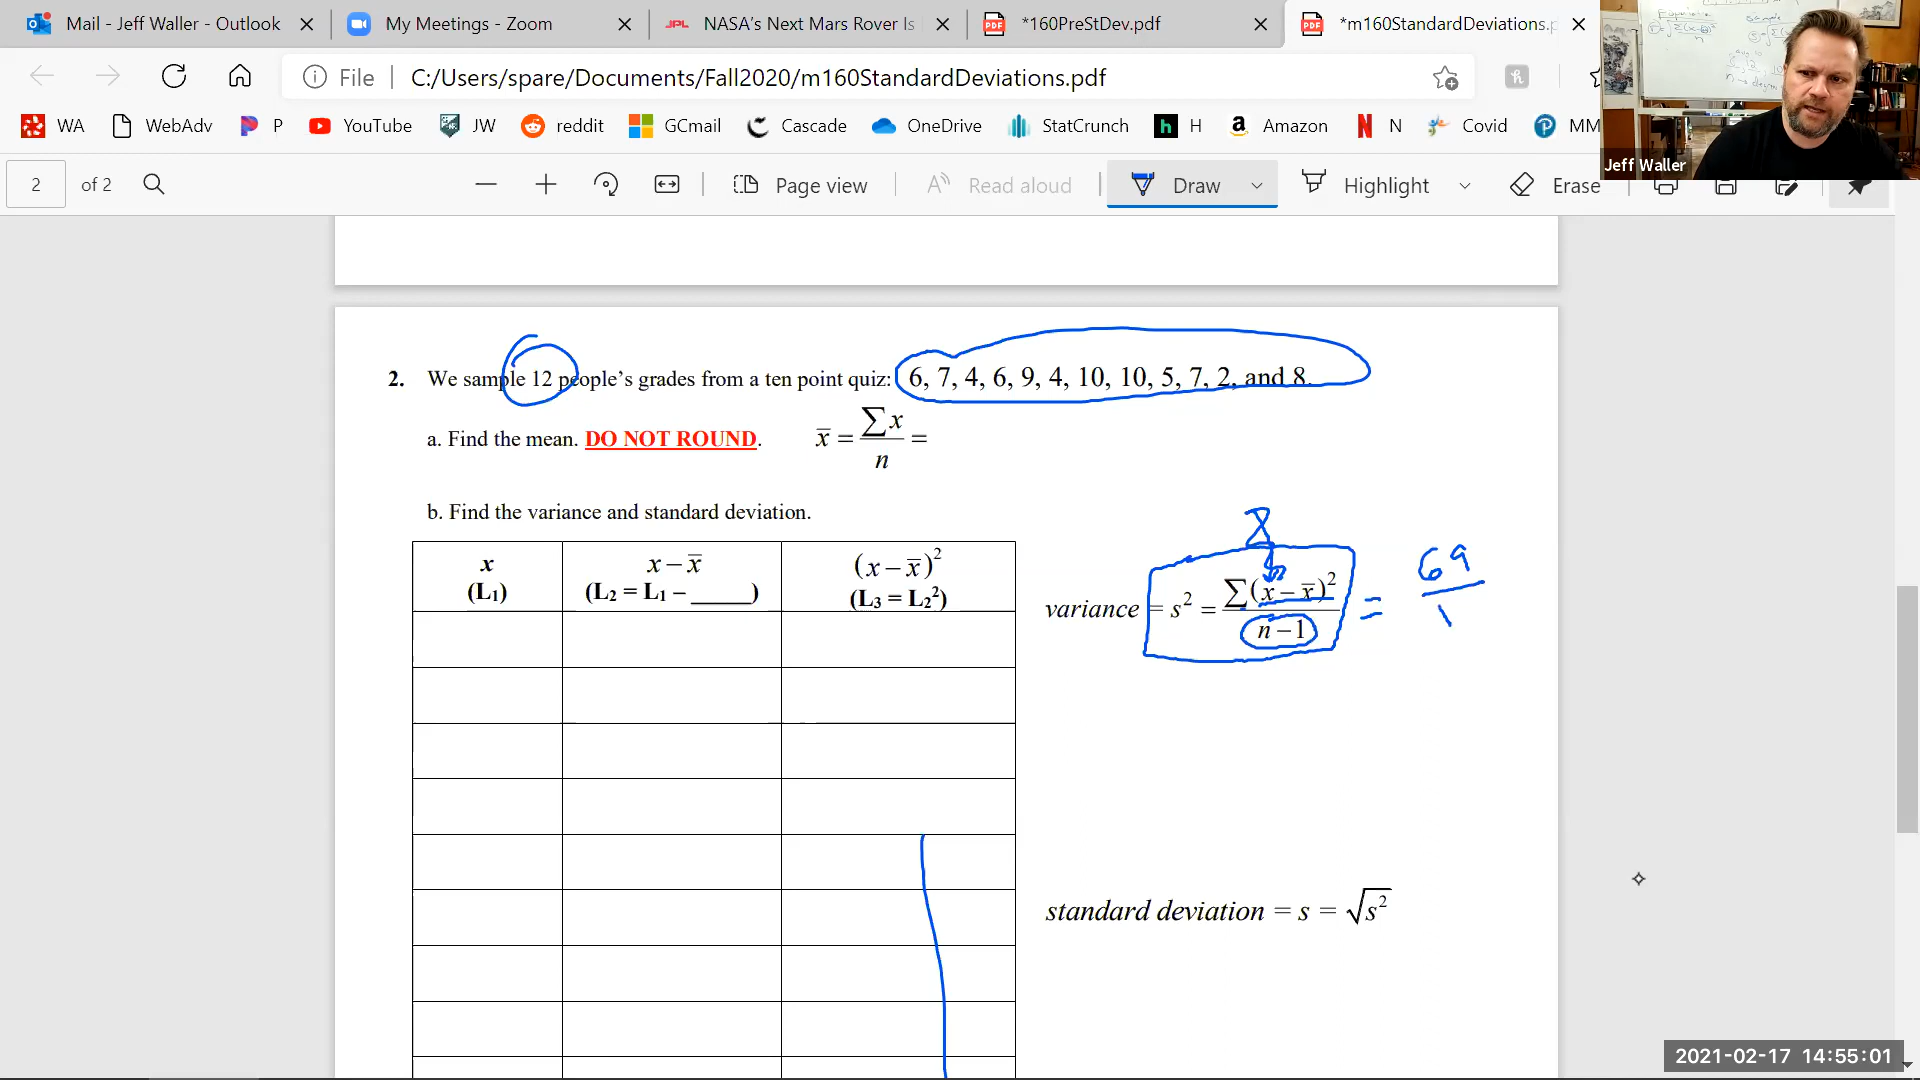 Mail - Jeff Waller - Outlook
My Meetings - Zoom
JPL NASA's Next Mars Rover Is
PDF *160PreStDev.pdf
PDF *m160StandardDeviations.p
File C:/Users/spare/Documents/Fall2020/m160StandardDeviations.pdf
WA WebAdv P YouTube JW reddit GCmail Cascade OneDrive StatCrunch h H a Amazon N Covid MM
Jeff Waller
2 of 2 Page view Read aloud Draw Highlight Erase
2. We sample 12 people's grades from a ten point quiz: 6, 7, 4, 6, 9, 4, 10, 10, 5, 7, 2, and 8.
a. Find the mean. DO NOT ROUND. x̅ = ∑x / n =
b. Find the variance and standard deviation.
x (L₁) x − x̅ (L₂ = L₁ − _____) (x − x̅)² (L₃ = L₂²)
variance = s² = ∑(x − x̅)² / n − 1 = 69 / 1
standard deviation = s = √s²
2021-02-17 14:55:01